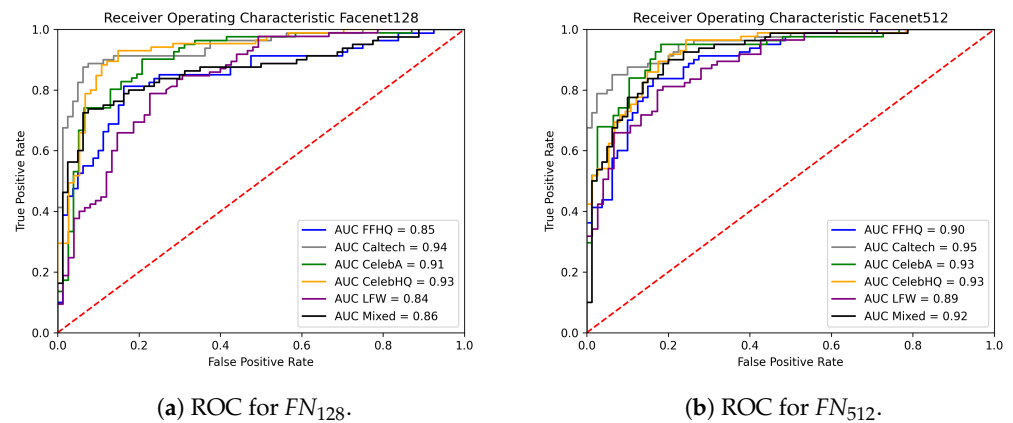 Receiver Operating Characteristic Facenet128
1.0
0.8
0.6
0.4
0.2
0.0
True Positive Rate
AUC FFHQ = 0.85
AUC Caltech = 0.94
AUC CelebA = 0.91
AUC CelebHQ = 0.93
AUC LFW = 0.84
AUC Mixed = 0.86
0.0 0.2 0.4 0.6 0.8 1.0
False Positive Rate
(a) ROC for FN128.
Receiver Operating Characteristic Facenet512
1.0
0.8
0.6
0.4
0.2
0.0
True Positive Rate
AUC FFHQ = 0.90
AUC Caltech = 0.95
AUC CelebA = 0.93
AUC CelebHQ = 0.93
AUC LFW = 0.89
AUC Mixed = 0.92
0.0 0.2 0.4 0.6 0.8 1.0
False Positive Rate
(b) ROC for FN512.